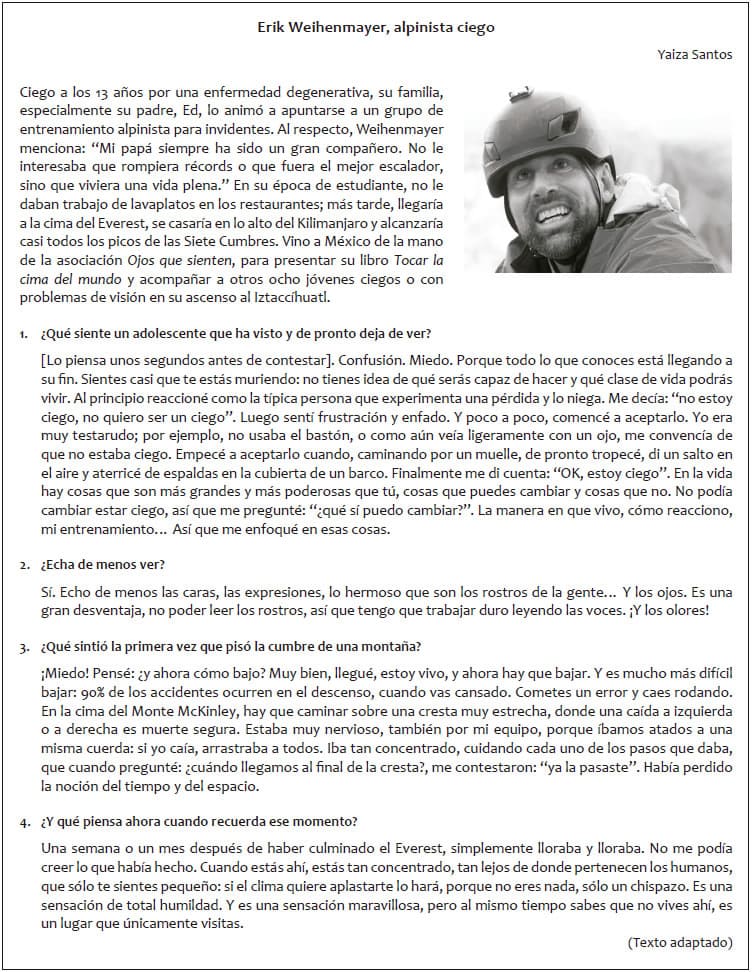 Erik Weihenmayer, alpinista ciego
Yaiza Santos
Ciego a los 13 años por una enfermedad degenerativa, su familia,
especialmente su padre, Ed, lo animó a apuntarse a un grupo de
entrenamiento alpinista para invidentes. Al respecto, Weihenmayer
menciona: “Mi papá siempre ha sido un gran compañero. No le
interesaba que rompiera récords o que fuera el mejor escalador,
sino que viviera una vida plena.” En su época de estudiante, no le
daban trabajo de lavaplatos en los restaurantes; más tarde, llegaría
a la cima del Everest, se casaría en lo alto del Kilimanjaro y alcanzaría
casi todos los picos de las Siete Cumbres. Vino a México de la mano
de la asociación Ojos que sienten, para presentar su libro Tocar la
cima del mundo y acompañar a otros ocho jóvenes ciegos o con
problemas de visión en su ascenso al Iztaccíhuatl.
1. ¿Qué siente un adolescente que ha visto y de pronto deja de ver?
[Lo piensa unos segundos antes de contestar]. Confusión. Miedo. Porque todo lo que conoces está llegando a
su fin. Sientes casi que te estás muriendo: no tienes idea de qué serás capaz de hacer y qué clase de vida podrás
vivir. Al principio reaccioné como la típica persona que experimenta una pérdida y lo niega. Me decía: “no estoy
ciego, no quiero ser un ciego”. Luego sentí frustración y enfado. Y poco a poco, comencé a aceptarlo. Yo era
muy testarudo; por ejemplo, no usaba el bastón, o como aún veía ligeramente con un ojo, me convencía de
que no estaba ciego. Empecé a aceptarlo cuando, caminando por un muelle, de pronto tropecé, di un salto en
el aire y aterricé de espaldas en la cubierta de un barco. Finalmente me di cuenta: “OK, estoy ciego”. En la vida
hay cosas que son más grandes y más poderosas que tú, cosas que puedes cambiar y cosas que no. No podía
cambiar estar ciego, así que me pregunté: “¿qué sí puedo cambiar?”. La manera en que vivo, cómo reacciono,
mi entrenamiento... Así que me enfoqué en esas cosas.
2. ¿Echa de menos ver?
Sí. Echo de menos las caras, las expresiones, lo hermoso que son los rostros de la gente... Y los ojos. Es una
gran desventaja, no poder leer los rostros, así que tengo que trabajar duro leyendo las voces. ¡Y los olores!
3. ¿Qué sintió la primera vez que pisó la cumbre de una montaña?
¡Miedo! Pensé: ¿y ahora cómo bajo? Muy bien, llegué, estoy vivo, y ahora hay que bajar. Y es mucho más difícil
bajar: 90% de los accidentes ocurren en el descenso, cuando vas cansado. Cometes un error y caes rodando.
En la cima del Monte McKinley, hay que caminar sobre una cresta muy estrecha, donde una caída a izquierda
o a derecha es muerte segura. Estaba muy nervioso, también por mi equipo, porque íbamos atados a una
misma cuerda: si yo caía, arrastraba a todos. Iba tan concentrado, cuidando cada uno de los pasos que daba,
que cuando pregunté: ¿cuándo llegamos al final de la cresta?, me contestaron: “ya la pasaste”. Había perdido
la noción del tiempo y del espacio.
4. ¿Y qué piensa ahora cuando recuerda ese momento?
Una semana o un mes después de haber culminado el Everest, simplemente lloraba y lloraba. No me podía
creer lo que había hecho. Cuando estás ahí, estás tan concentrado, tan lejos de donde pertenecen los humanos,
que sólo te sientes pequeño: si el clima quiere aplastarte lo hará, porque no eres nada, sólo un chispazo. Es una
sensación de total humildad. Y es una sensación maravillosa, pero al mismo tiempo sabes que no vives ahí, es
un lugar que únicamente visitas.
(Texto adaptado)